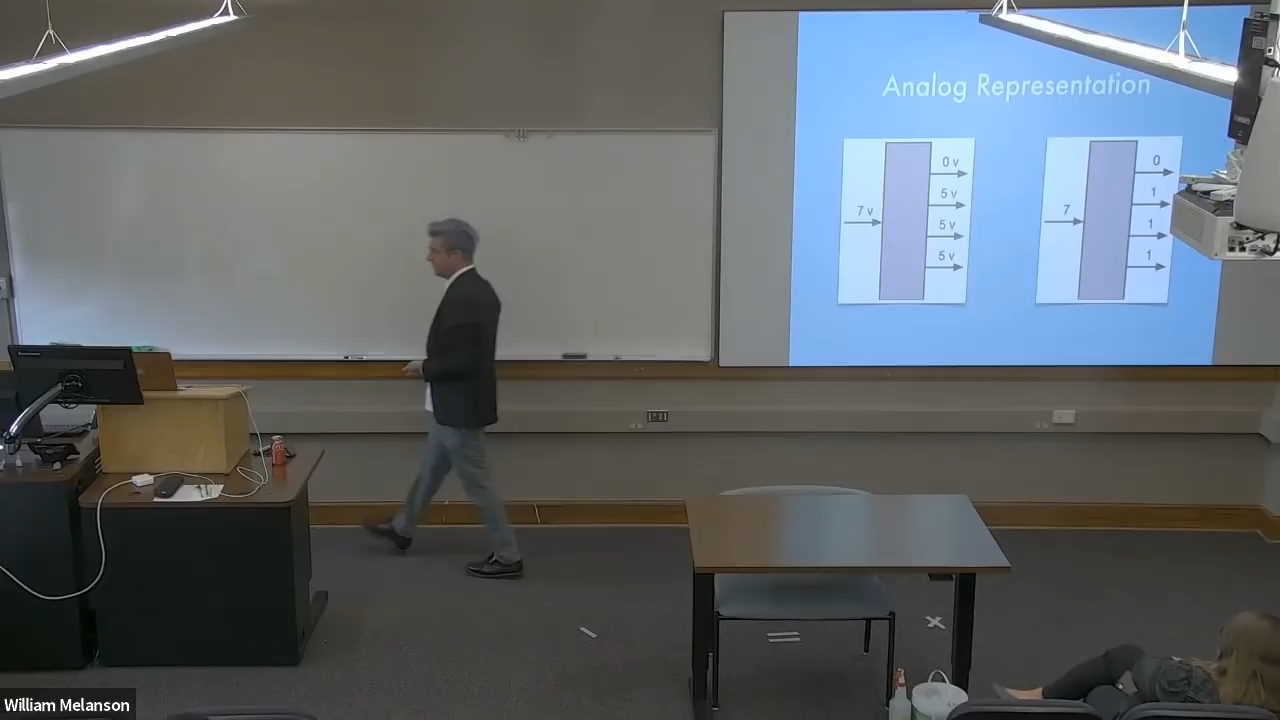 Analog Representation
0 v
5 v
7 v
5 v
5 v
0
1
7
1
1
William Melanson